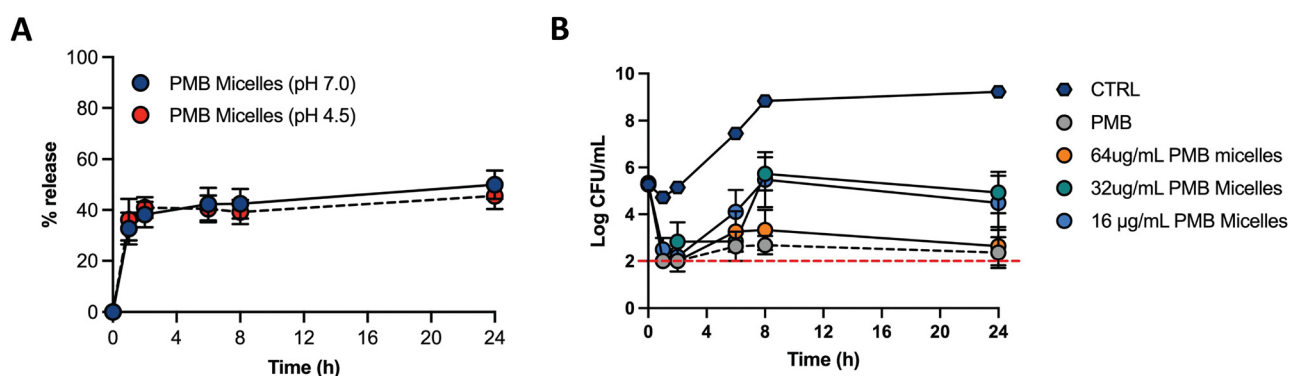 A
% release
100
80
60
40
20
0
PMB Micelles (pH 7.0)
PMB Micelles (pH 4.5)
0 4 8 12 16 20 24
Time (h)
B
Log CFU/mL
10
8
6
4
2
0
0 4 8 12 16 20 24
Time (h)
CTRL
PMB
64ug/mL PMB micelles
32ug/mL PMB Micelles
16 µg/mL PMB Micelles